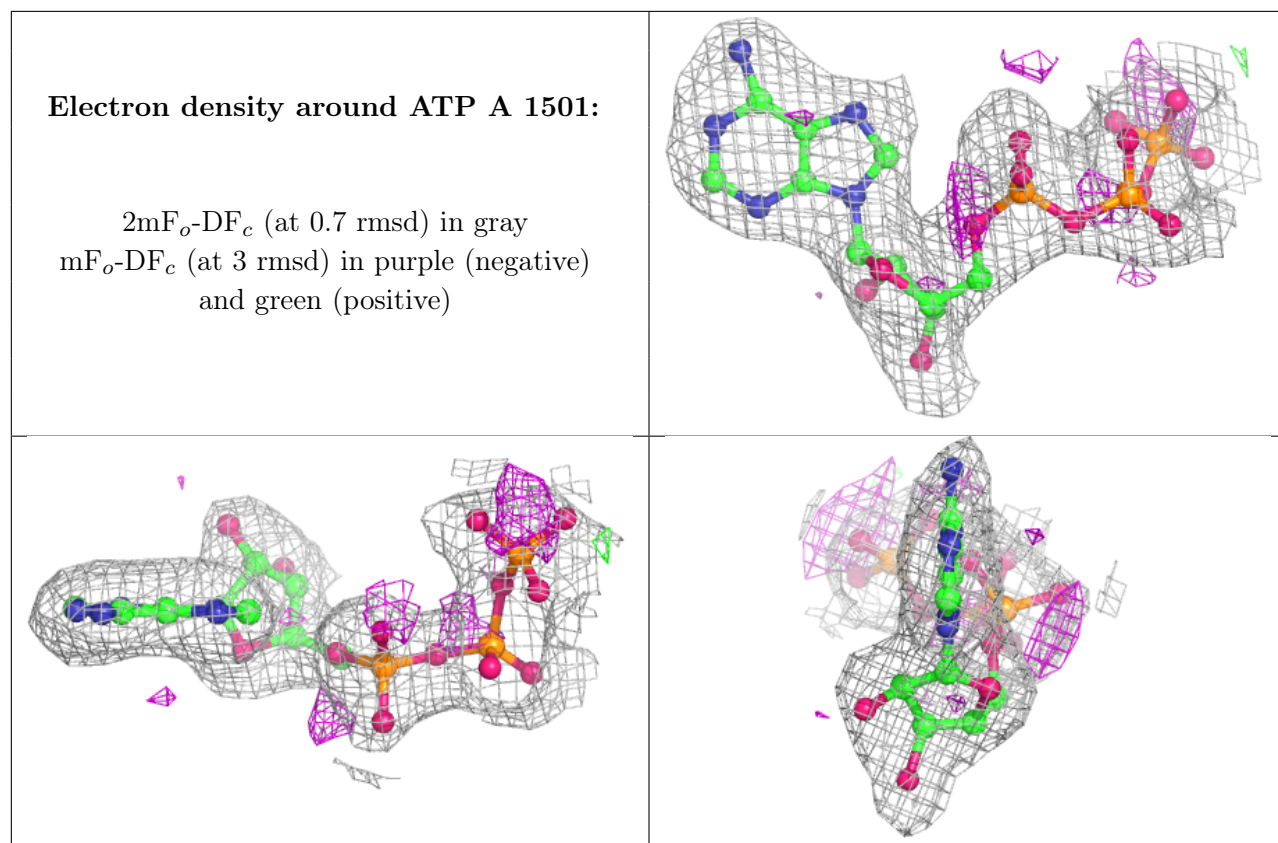 Electron density around ATP A 1501:
2mFo-DFc (at 0.7 rmsd) in gray
mFo-DFc (at 3 rmsd) in purple (negative)
and green (positive)